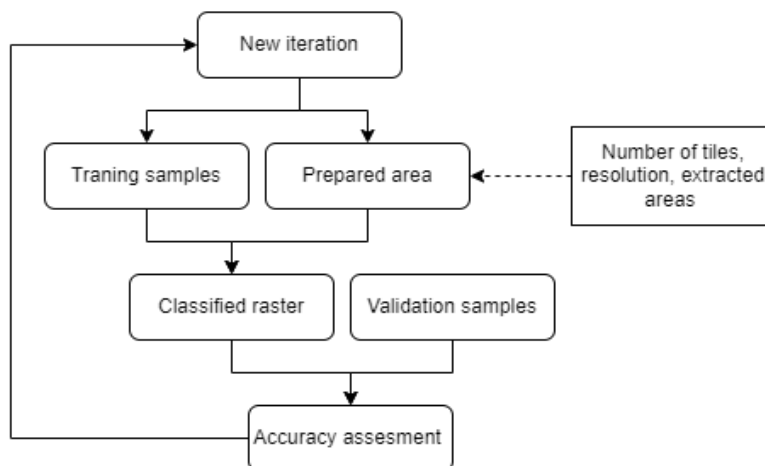 New iteration
Traning samples
Prepared area
Number of tiles,
resolution, extracted
areas
Classified raster
Validation samples
Accuracy assesment